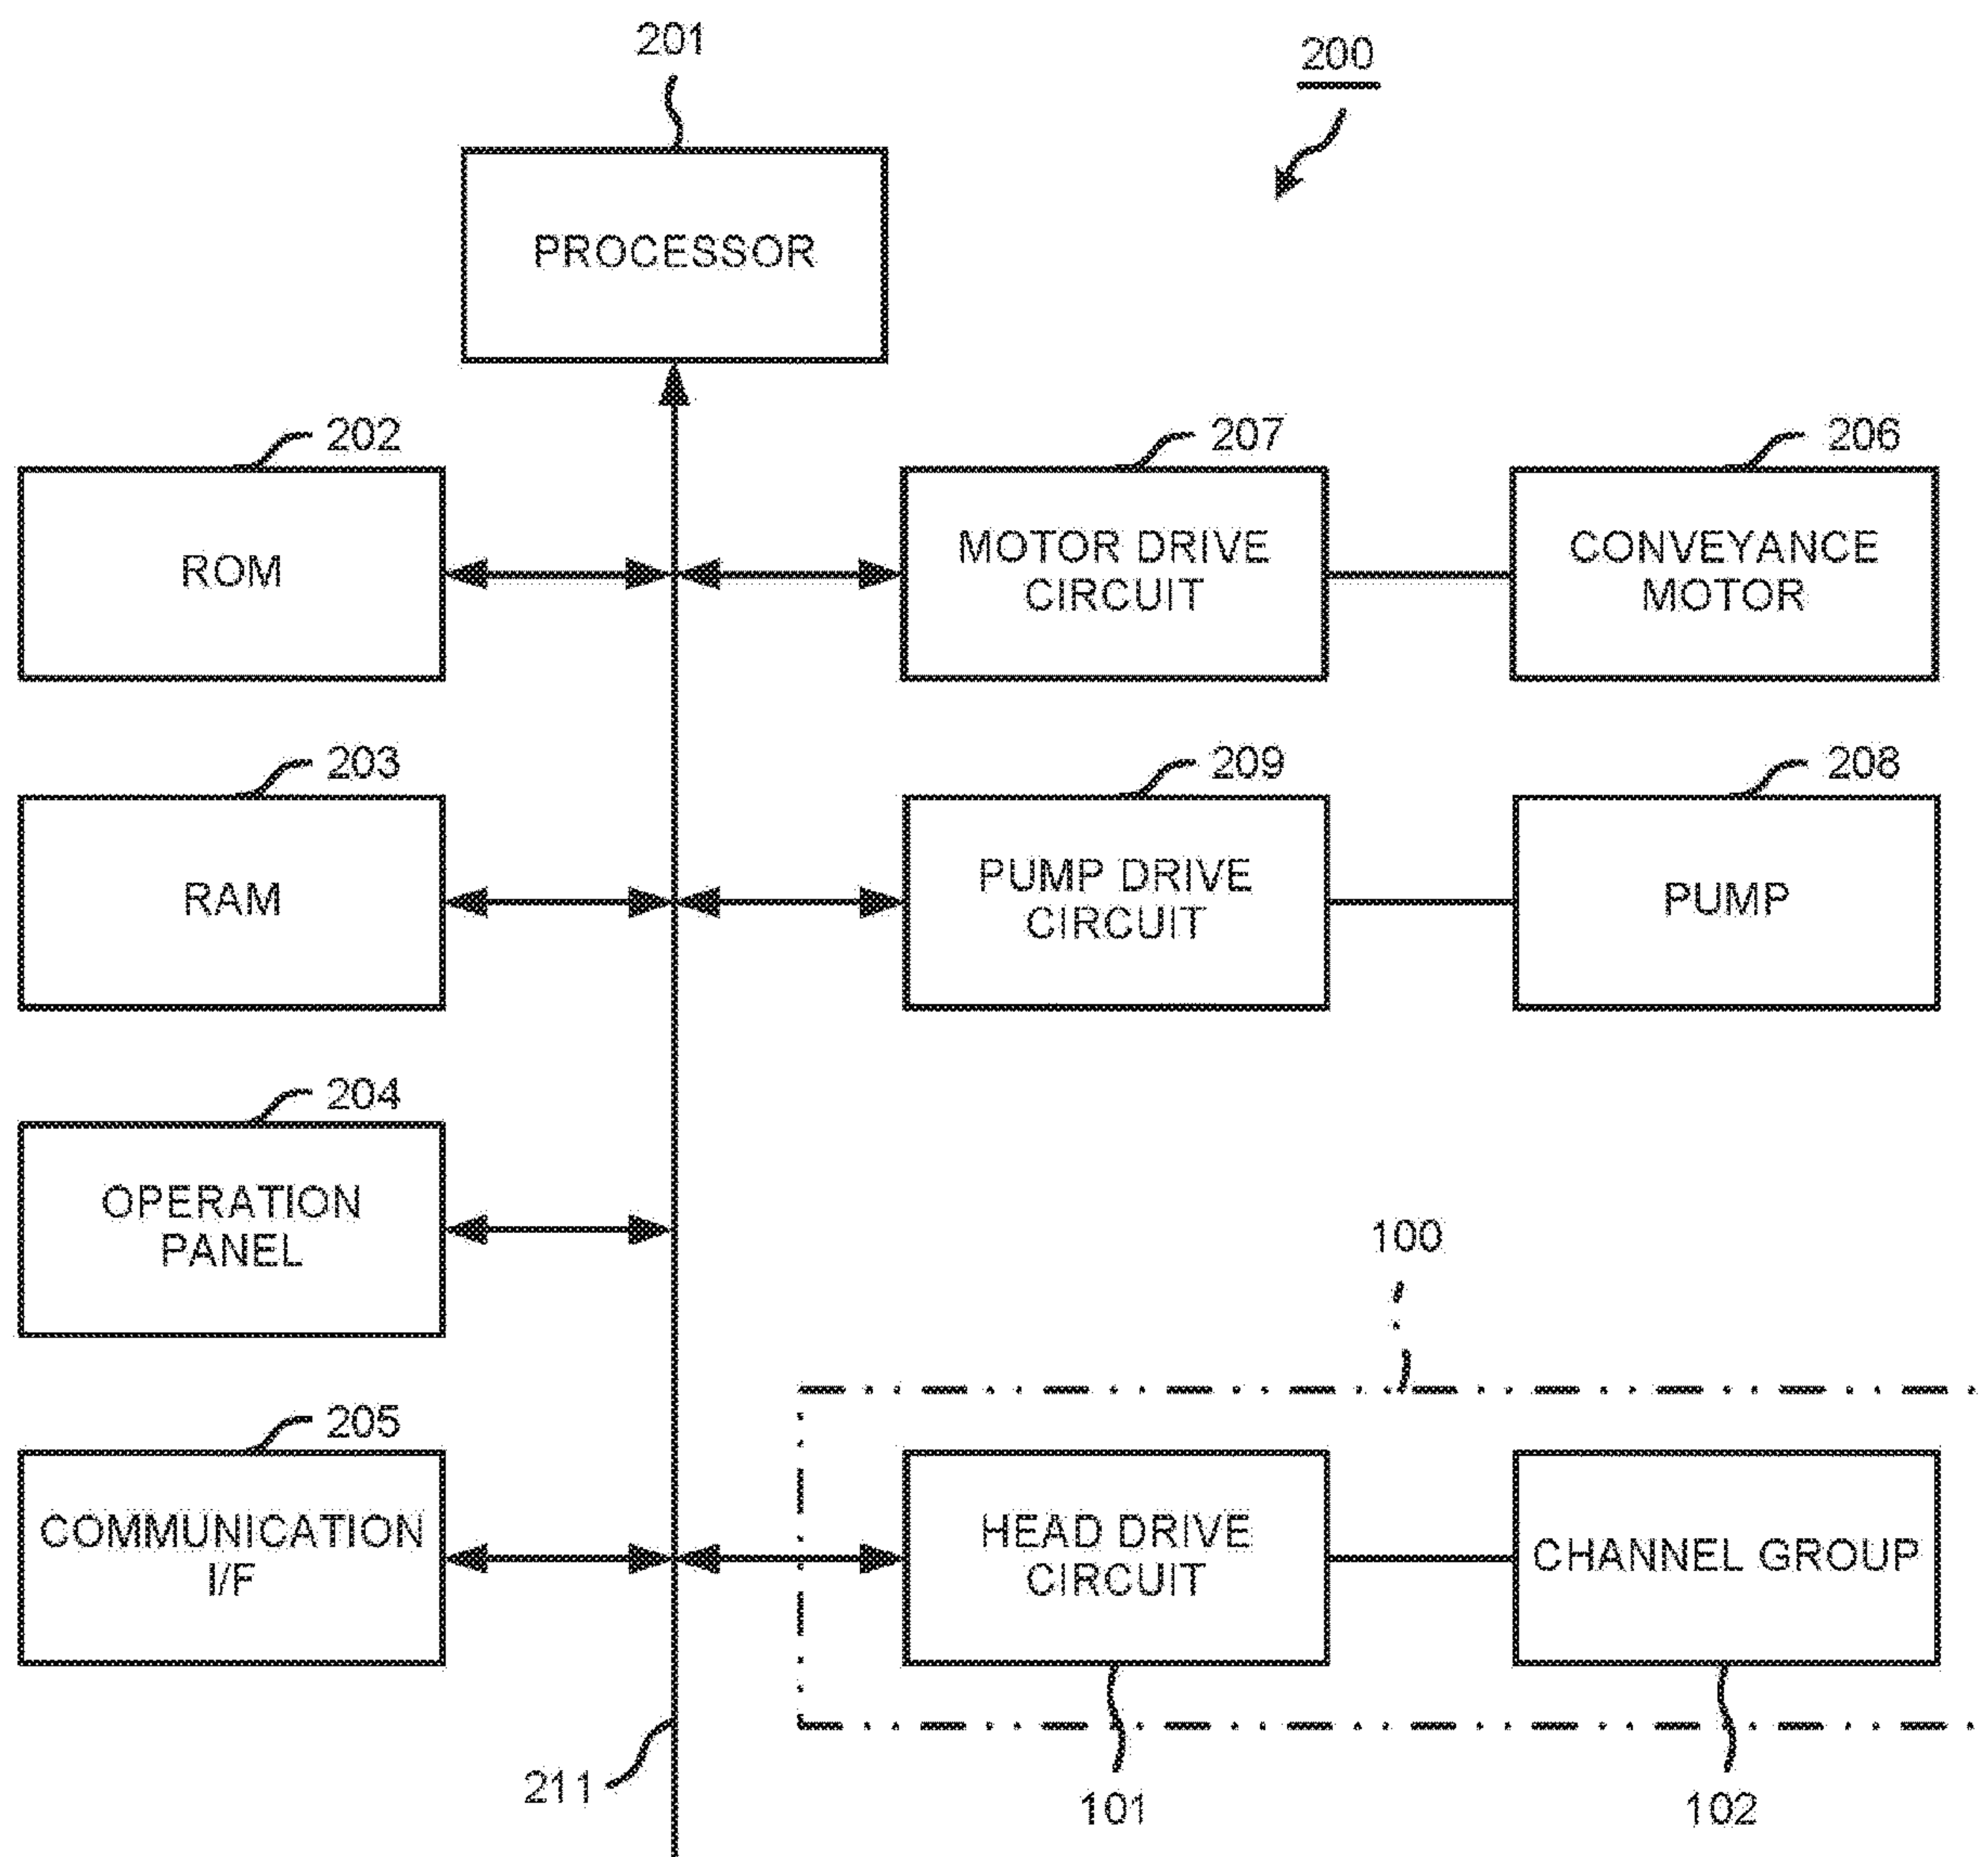 201
200
PROCESSOR
202
207
206
ROM
MOTOR DRIVE
CIRCUIT
CONVEYANCE
MOTOR
203
209
208
RAM
PUMP DRIVE
CIRCUIT
PUMP
204
OPERATION
PANEL
100
205
COMMUNICATION
I/F
HEAD DRIVE
CIRCUIT
CHANNEL GROUP
211
101
102